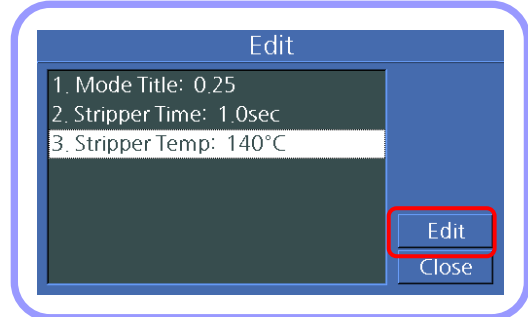 Edit
1. Mode Title: 0.25
2. Stripper Time: 1.0sec
3. Stripper Temp: 140°C
Edit
Close